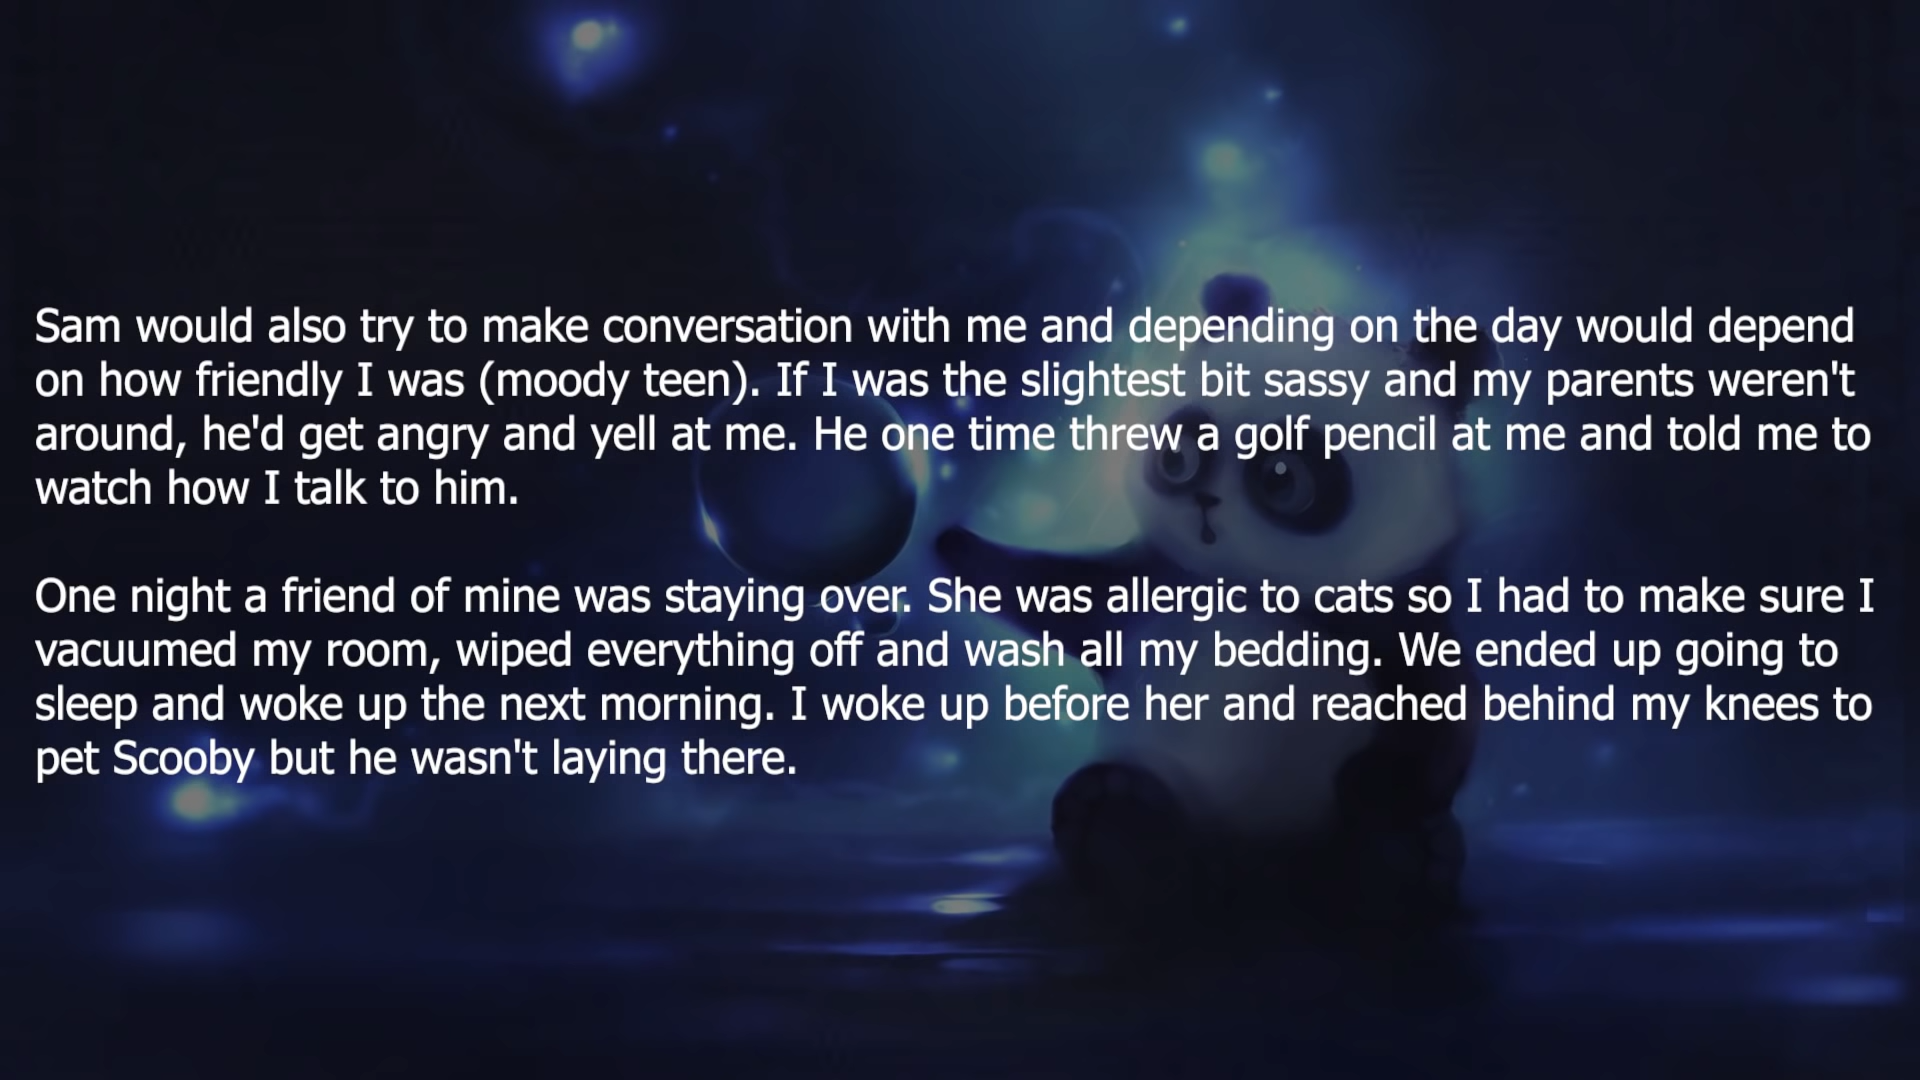 Sam would also try to make conversation with me and depending on the day would depend
on how friendly I was (moody teen). If I was the slightest bit sassy and my parents weren't
around, he'd get angry and yell at me. He one time threw a golf pencil at me and told me to
watch how I talk to him.
One night a friend of mine was staying over. She was allergic to cats so I had to make sure I
vacuumed my room, wiped everything off and wash all my bedding. We ended up going to
sleep and woke up the next morning. I woke up before her and reached behind my knees to
pet Scooby but he wasn't laying there.